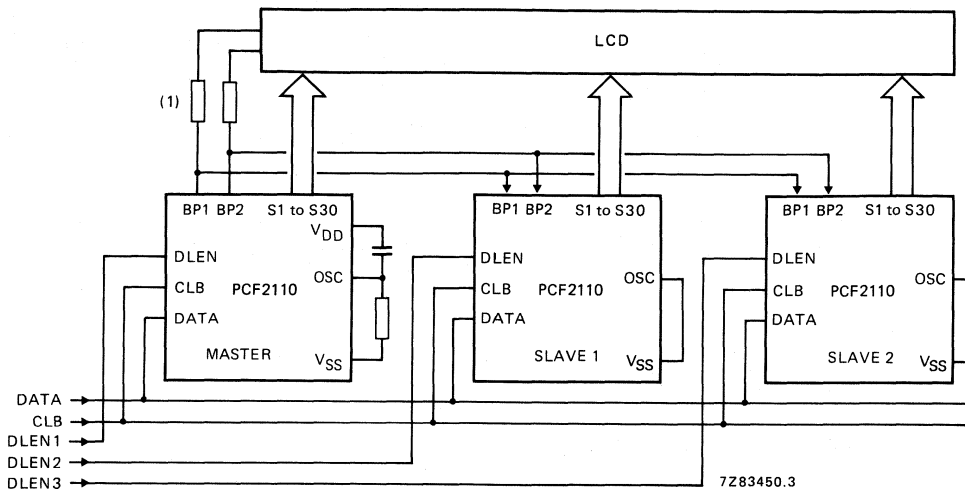 LCD
(1)
BP1 BP2 S1 to S30
VDD
DLEN
OSC
CLB
PCF2110
DATA
MASTER
VSS
BP1 BP2 S1 to S30
DLEN
OSC
CLB
PCF2110
DATA
SLAVE 1
VSS
BP1 BP2 S1 to S30
DLEN
OSC
CLB
PCF2110
DATA
SLAVE 2
VSS
DATA
CLB
DLEN1
DLEN2
DLEN3
7Z83450.3